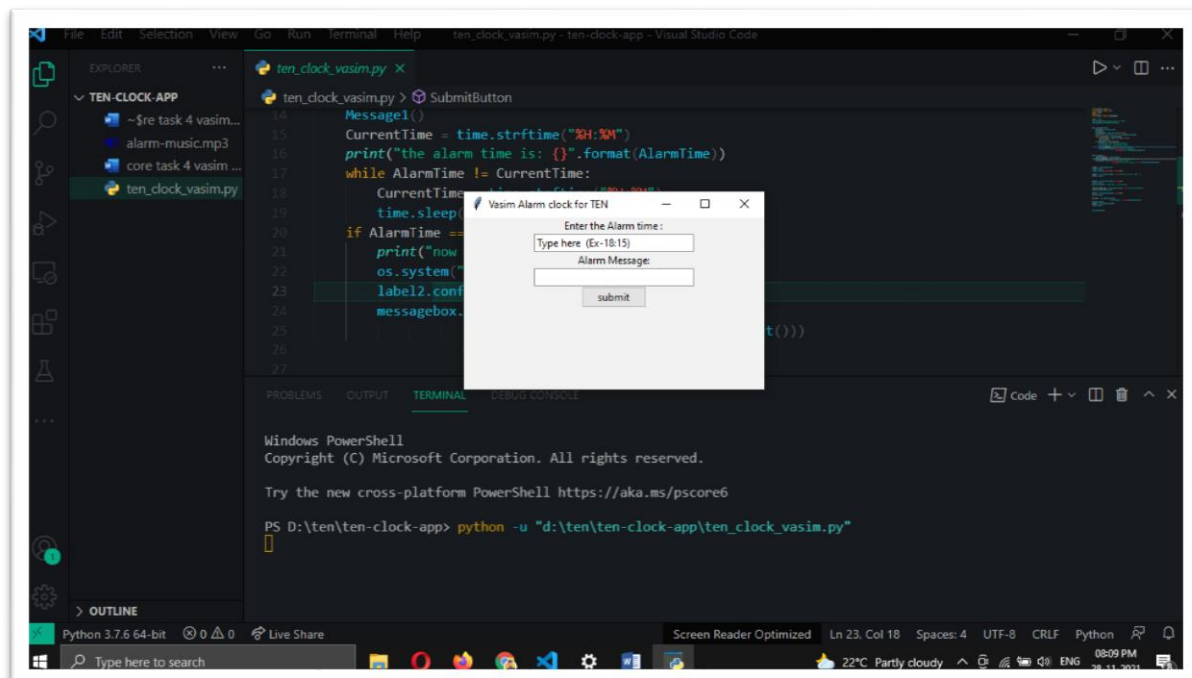 File Edit Selection View Go Run Terminal Help ten_clock_vasim.py - ten-clock-app - Visual Studio Code
EXPLORER ...
ten_clock_vasim.py
TEN-CLOCK-APP
~$re task 4 vasim...
alarm-music.mp3
core task 4 vasim ...
ten_clock_vasim.py
ten_clock_vasim.py > SubmitButton
14 Message1()
15 CurrentTime = time.strftime("%H:%M")
16 print("the alarm time is: {}".format(AlarmTime))
17 while AlarmTime != CurrentTime:
18 CurrentTime
19 time.sleep(
20 if AlarmTime ==
21 print("now
22 os.system("
23 label2.conf
24 messagebox.
25 t()))
26
27
Vasim Alarm clock for TEN
Enter the Alarm time :
Type here (Ex-18:15)
Alarm Message:
submit
PROBLEMS OUTPUT TERMINAL DEBUG CONSOLE
Code
Windows PowerShell
Copyright (C) Microsoft Corporation. All rights reserved.
Try the new cross-platform PowerShell https://aka.ms/pscore6
PS D:\ten\ten-clock-app> python -u "d:\ten\ten-clock-app\ten_clock_vasim.py"
1
OUTLINE
Python 3.7.6 64-bit 0 0 Live Share
Screen Reader Optimized Ln 23, Col 18 Spaces: 4 UTF-8 CRLF Python
Type here to search
22°C Partly cloudy ENG
08:09 PM
28-11-2021